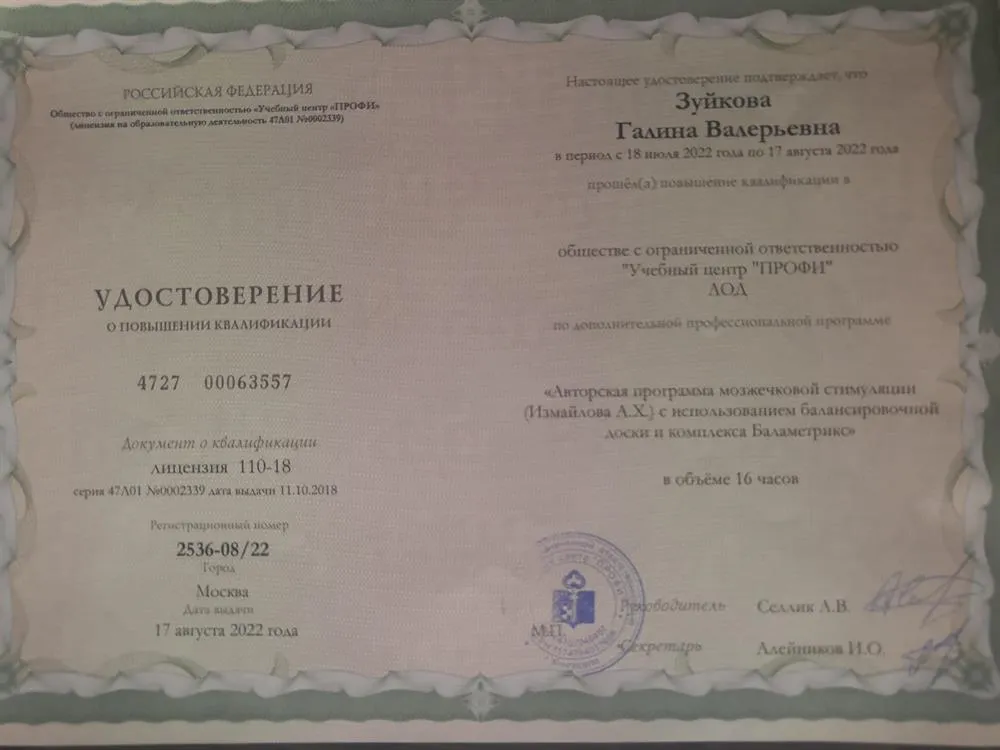 РОССИЙСКАЯ ФЕДЕРАЦИЯ
Общество с ограниченной ответственностью «Учебный центр «ПРОФИ»
(лицензия на образовательную деятельность 47Л01 №0002339)
УДОСТОВЕРЕНИЕ
О ПОВЫШЕНИИ КВАЛИФИКАЦИИ
4727 00063557
Документ о квалификации
лицензия 110-18
серия 47Л01 №0002339 дата выдачи 11.10.2018
Регистрационный номер
2536-08/22
Город
Москва
Дата выдачи
17 августа 2022 года
Настоящее удостоверение подтверждает, что
Зуйкова
Галина Валерьевна
в период с 18 июля 2022 года по 17 августа 2022 года
прошёл(а) повышение квалификации в
обществе с ограниченной ответственностью
"Учебный центр "ПРОФИ"
ЛОД
по дополнительной профессиональной программе
«Авторская программа мозжечковой стимуляции
(Измайлова А.Х.) с использованием балансировочной
доски и комплекса Баламетрикс»
в объёме 16 часов
Руководитель Селлик А.В.
М.П.
Секретарь Алейников И.О.